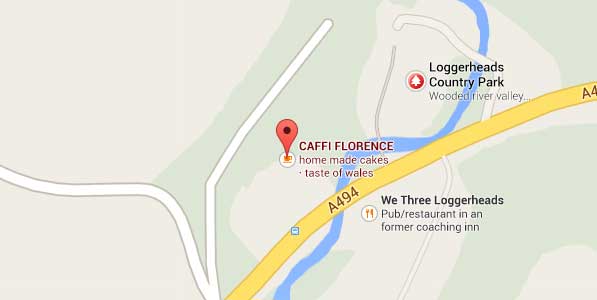 Loggerheads
Country Park
Wooded river valley...
A4
CAFFI FLORENCE
home made cakes
· taste of wales
A494
We Three Loggerheads
Pub/restaurant in an
former coaching inn